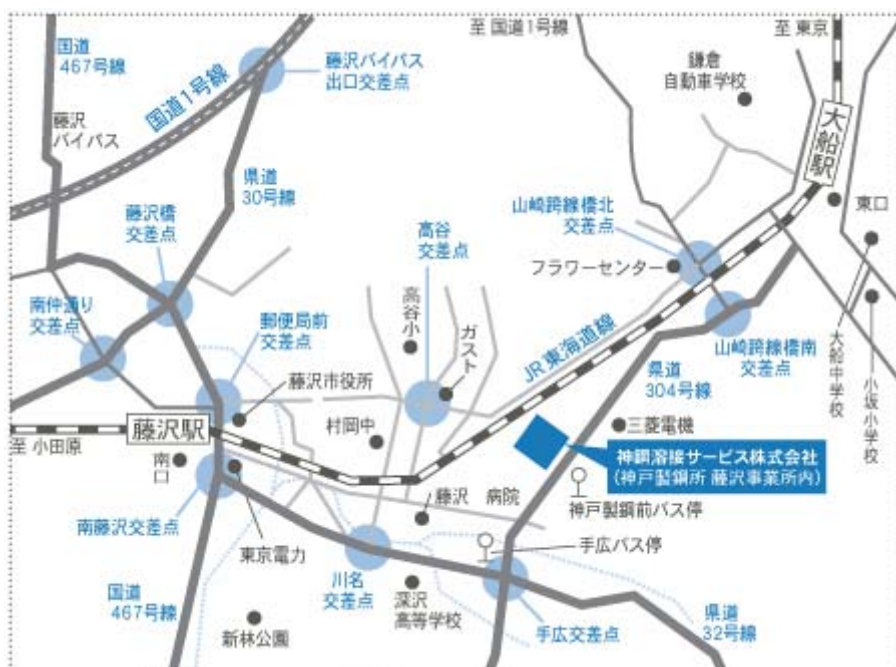 至 国道1号線
至 東京
国道
467号線
国道1号線
藤沢バイパス
出口交差点
鎌倉
自動車学校
藤沢
バイパス
大船駅
県道
30号線
東口
藤沢橋
交差点
山崎跨線橋北
交差点
高谷
交差点
フラワーセンター
南仲通り
交差点
高谷小
ガスト
郵便局前
交差点
JR東海道線
山崎跨線橋南
交差点
大船中学校
小坂小学校
県道
304号線
藤沢市役所
藤沢駅
村岡中
三菱電機
至 小田原
南口
神鋼溶接サービス株式会社
(神戸製鋼所 藤沢事業所内)
南藤沢交差点
東京電力
藤沢 病院
神戸製鋼前バス停
手広バス停
国道
467号線
川名
交差点
深沢
高等学校
新林公園
手広交差点
県道
32号線